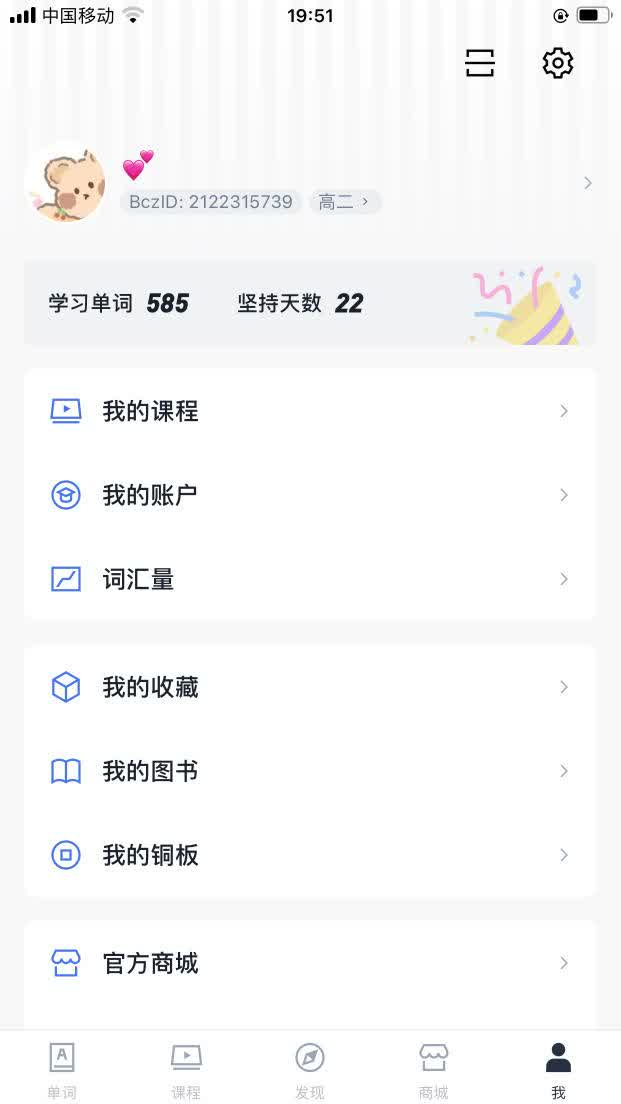 中国移动 19:51
BczID: 2122315739 高二
学习单词 585 坚持天数 22
我的课程
我的账户
词汇量
我的收藏
我的图书
我的铜板
官方商城
单词 课程 发现 商城 我